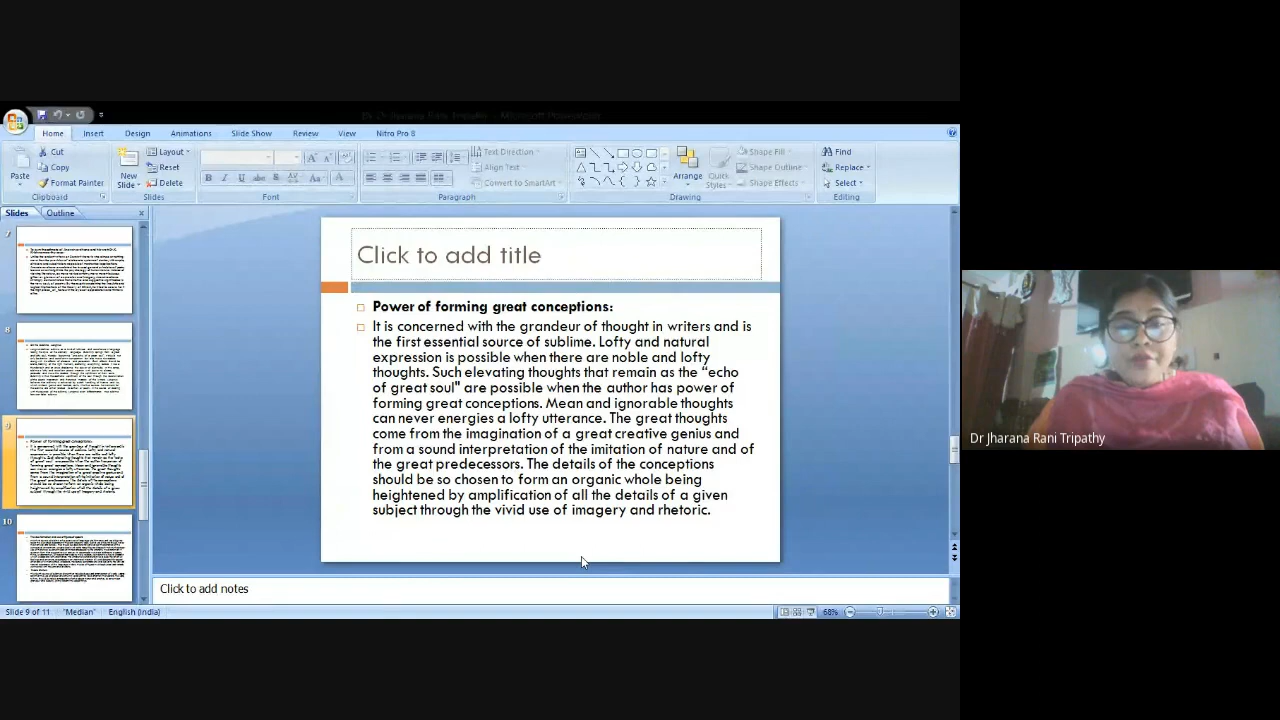 Home
Insert
Design
Animations
Slide Show
Review
View
Nitro Pro 8
Paste
Cut
Copy
Format Painter
Clipboard
New
Slide
Layout
Reset
Delete
Slides
Font
Text Direction
Align Text
Convert to SmartArt
Paragraph
Arrange
Quick
Styles
Shape Fill
Shape Outline
Shape Effects
Drawing
Find
Replace
Select
Editing
Slides
Outline
8
9
10
Click to add title
Power of forming great conceptions:
It is concerned with the grandeur of thought in writers and is
the first essential source of sublime. Lofty and natural
expression is possible when there are noble and lofty
thoughts. Such elevating thoughts that remain as the “echo
of great soul" are possible when the author has power of
forming great conceptions. Mean and ignorable thoughts
can never energies a lofty utterance. The great thoughts
come from the imagination of a great creative genius and
from a sound interpretation of the imitation of nature and of
the great predecessors. The details of the conceptions
should be so chosen to form an organic whole being
heightened by amplification of all the details of a given
subject through the vivid use of imagery and rhetoric.
Click to add notes
Slide 9 of 11
"Median"
English (India)
68%
Dr Jharana Rani Tripathy